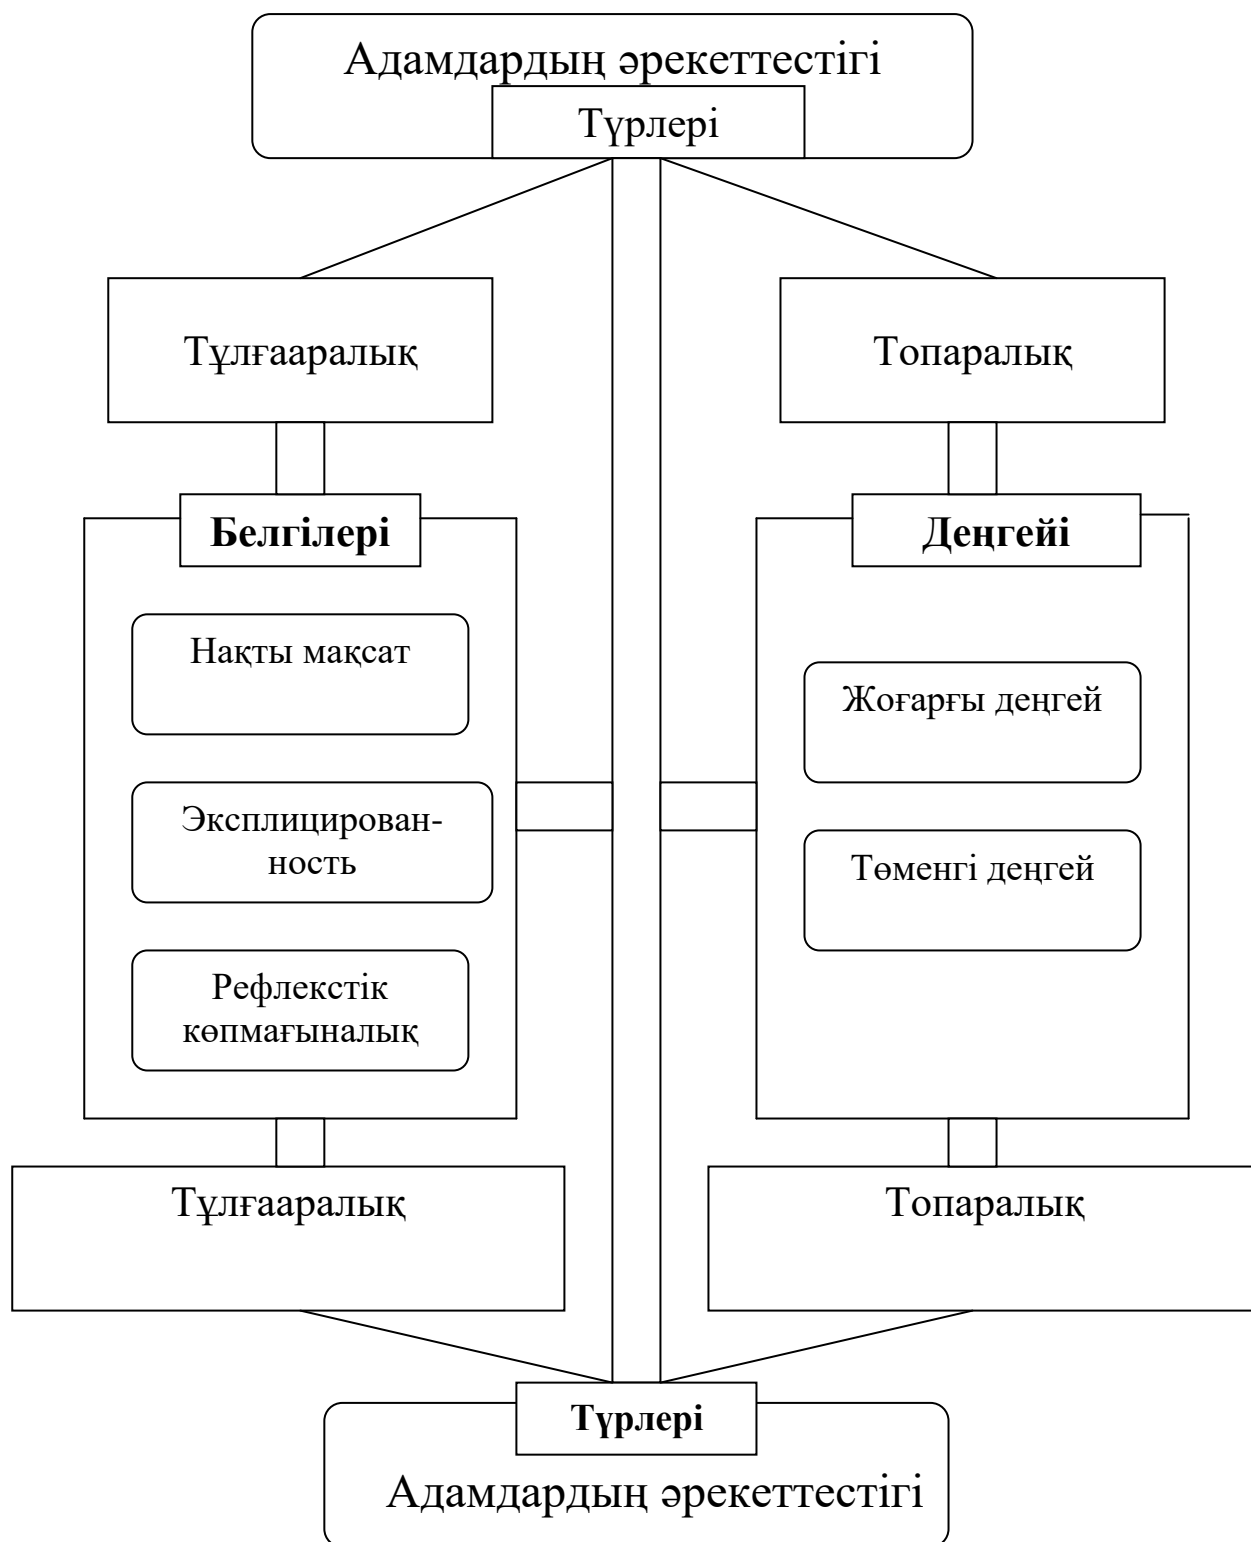 Адамдардың әрекеттестігі
Түрлері
Тұлғааралық
Топаралық
Белгілері
Деңгейі
Нақты мақсат
Жоғарғы деңгей
Эксплицирован-
ность
Төменгі деңгей
Рефлекстік
көпмағыналық
Тұлғааралық
Топаралық
Түрлері
Адамдардың әрекеттестігі